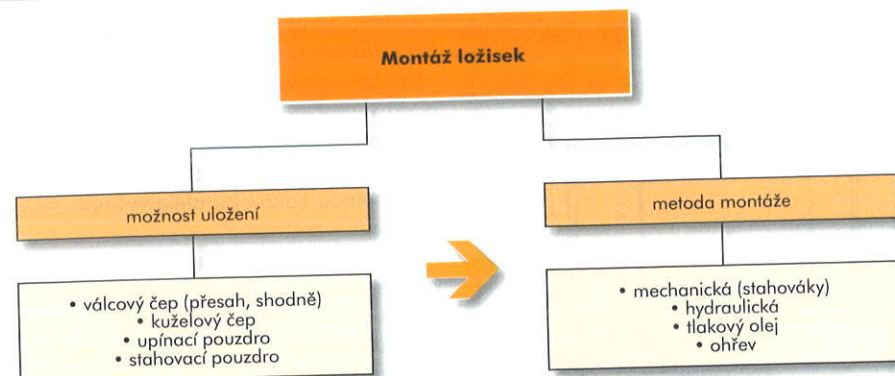 Montáž ložisek
možnost uložení
• válcový čep (přesah, shodně)
• kuželový čep
• upínací pouzdro
• stahovací pouzdro
metoda montáže
• mechanická (stahováky)
• hydraulická
• tlakový olej
• ohřev